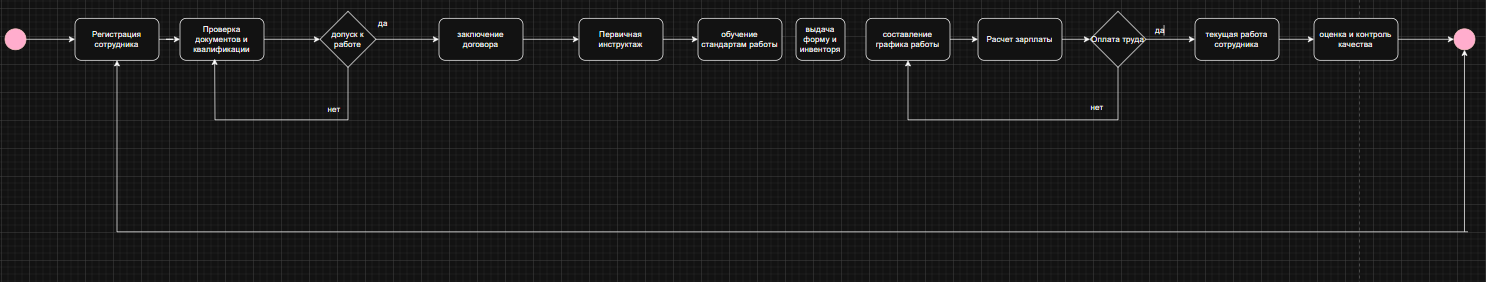 Регистрация
сотрудника
Проверка
документов и
квалификации
допуск к
работе
да
нет
заключение
договора
Первичная
инструктаж
обучение
стандартам работы
выдача
форму и
инвенторя
составление
графика работы
Расчет зарплаты
Оплата труда
да
нет
текущая работа
сотрудника
оценка и контроль
качества